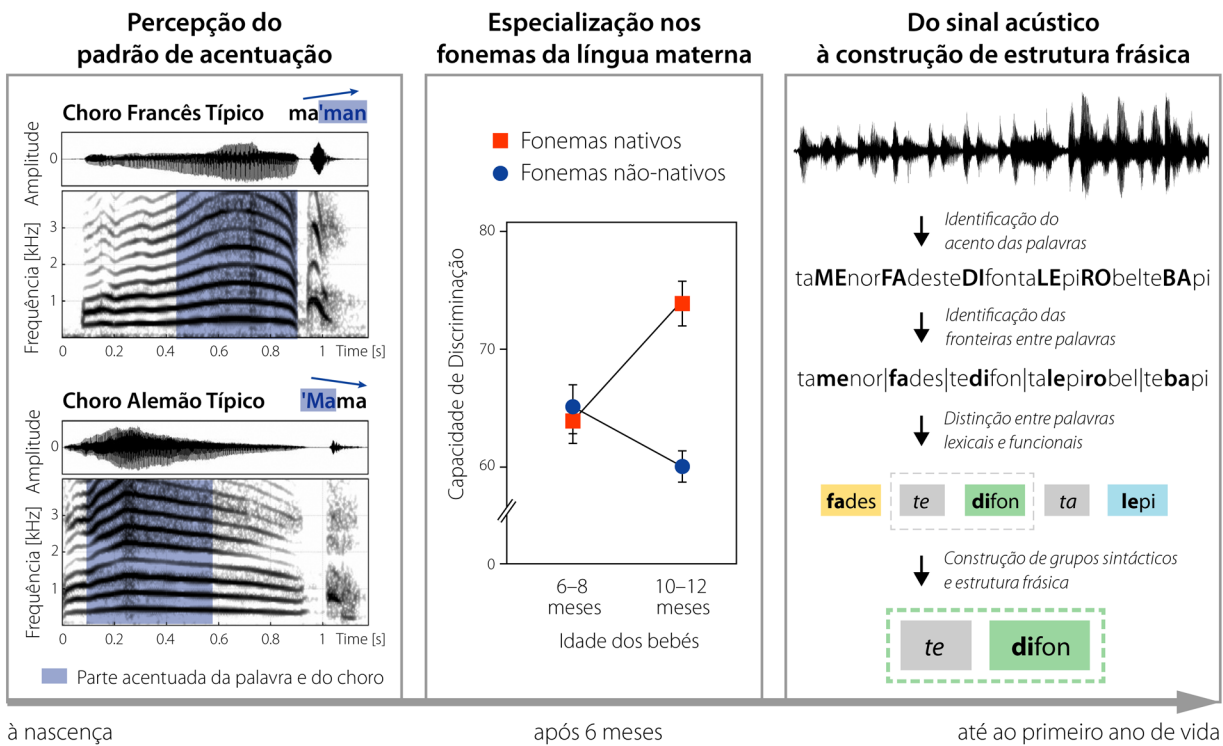 Percepção do
padrão de acentuação
Choro Francês Típico
ma'man
Amplitude
0
Frequência [kHz]
3
2
1
0 0.2 0.4 0.6 0.8 1 Time [s]
Choro Alemão Típico
'Mama
Amplitude
0
Frequência [kHz]
3
2
1
0 0.2 0.4 0.6 0.8 1 Time [s]
Parte acentuada da palavra e do choro
Especialização nos
fonemas da língua materna
Fonemas nativos
Fonemas não-nativos
Capacidade de Discriminação
80
70
60
0
6–8
meses
10–12
meses
Idade dos bebés
Do sinal acústico
à construção de estrutura frásica
Identificação do
acento das palavras
taMEnorFAdesteDIfontaLEpiRObelteBApi
Identificação das
fronteiras entre palavras
tamenor|fades|tedifon|talepirobel|tebapi
Distinção entre palavras
lexicais e funcionais
fades te difon ta lepi
Construção de grupos sintácticos
e estrutura frásica
te difon
à nascença
após 6 meses
até ao primeiro ano de vida